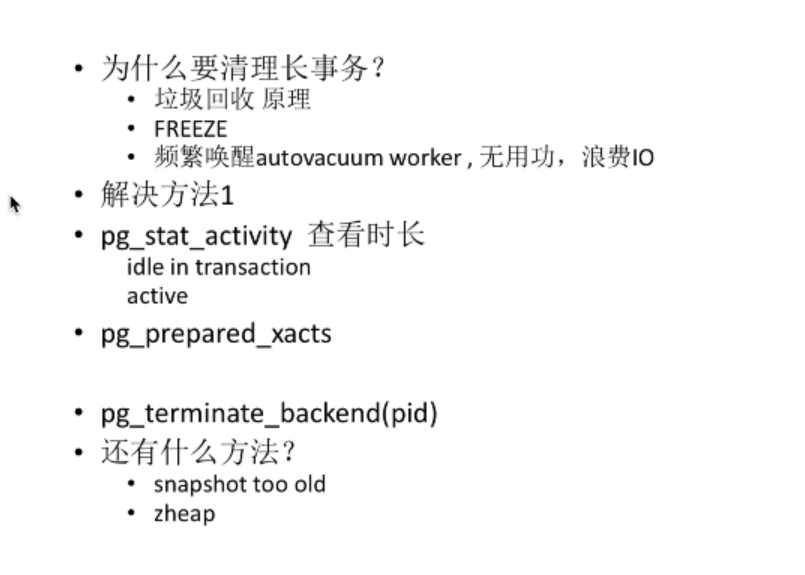 为什么要清理长事务?
垃圾回收 原理
FREEZE
频繁唤醒autovacuum worker , 无用功，浪费IO
解决方法1
pg_stat_activity 查看时长
idle in transaction
active
pg_prepared_xacts
pg_terminate_backend(pid)
还有什么方法?
snapshot too old
zheap